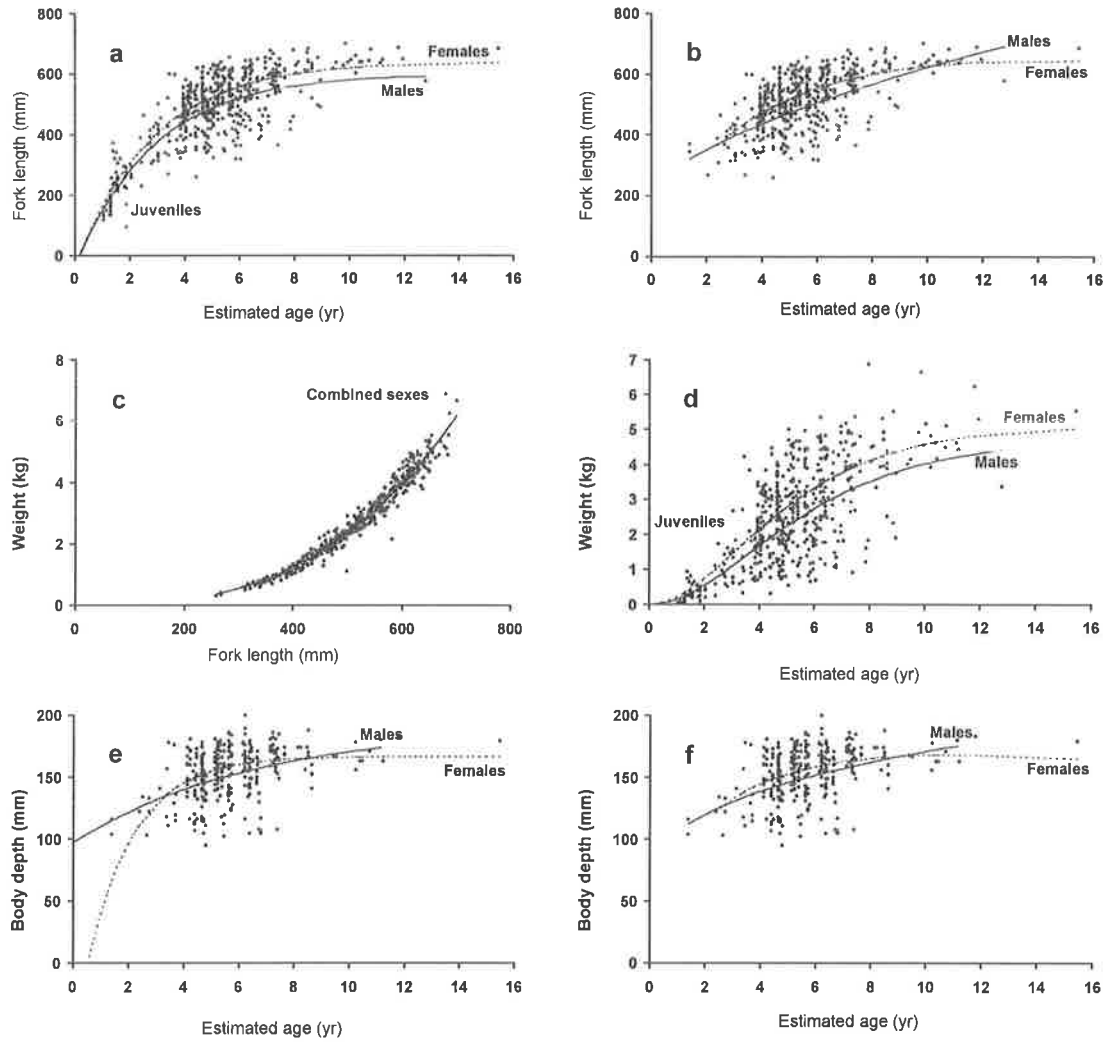 a
Fork length (mm)
800
600
400
200
0
Females
Males
Juveniles
0 2 4 6 8 10 12 14 16
Estimated age (yr)
b
Fork length (mm)
800
600
400
200
0
Males
Females
0 2 4 6 8 10 12 14 16
Estimated age (yr)
c
Weight (kg)
8
6
4
2
0
Combined sexes
0 200 400 600 800
Fork length (mm)
d
Weight (kg)
7
6
5
4
3
2
1
0
Females
Males
Juveniles
0 2 4 6 8 10 12 14 16
Estimated age (yr)
e
Body depth (mm)
200
150
100
50
0
Males
Females
0 2 4 6 8 10 12 14 16
Estimated age (yr)
f
Body depth (mm)
200
150
100
50
0
Males
Females
0 2 4 6 8 10 12 14 16
Estimated age (yr)